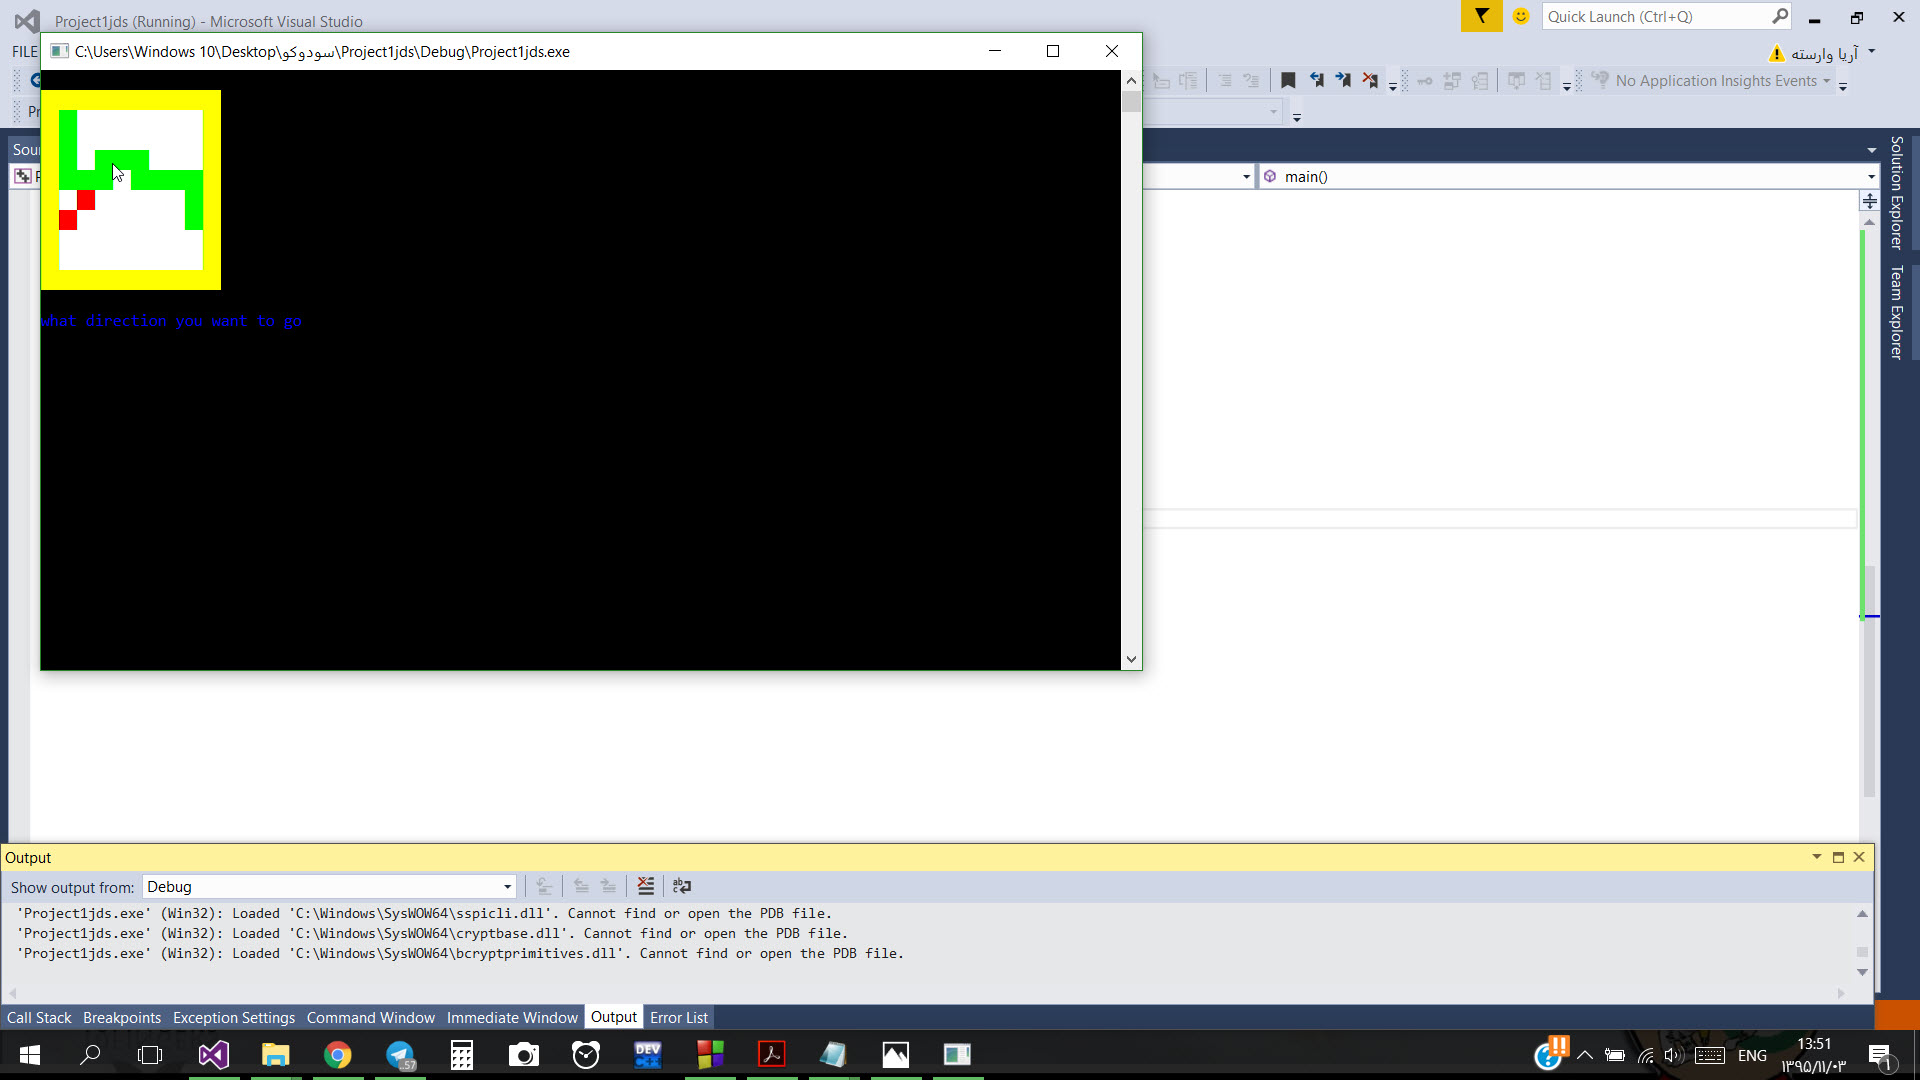 Project1jds (Running) - Microsoft Visual Studio
Quick Launch (Ctrl+Q)
FILE
C:\Users\Windows 10\Desktop\سودوکو\Project1jds\Debug\Project1jds.exe
آریا وارسته
No Application Insights Events
Sou
main()
Solution Explorer
Team Explorer
what direction you want to go
Output
Show output from: Debug
'Project1jds.exe' (Win32): Loaded 'C:\Windows\SysWOW64\sspicli.dll'. Cannot find or open the PDB file.
'Project1jds.exe' (Win32): Loaded 'C:\Windows\SysWOW64\cryptbase.dll'. Cannot find or open the PDB file.
'Project1jds.exe' (Win32): Loaded 'C:\Windows\SysWOW64\bcryptprimitives.dll'. Cannot find or open the PDB file.
Call Stack Breakpoints Exception Settings Command Window Immediate Window Output Error List
DEV
57
ENG
13:51
۱۳۹۵/۱۱/۰۳
۱